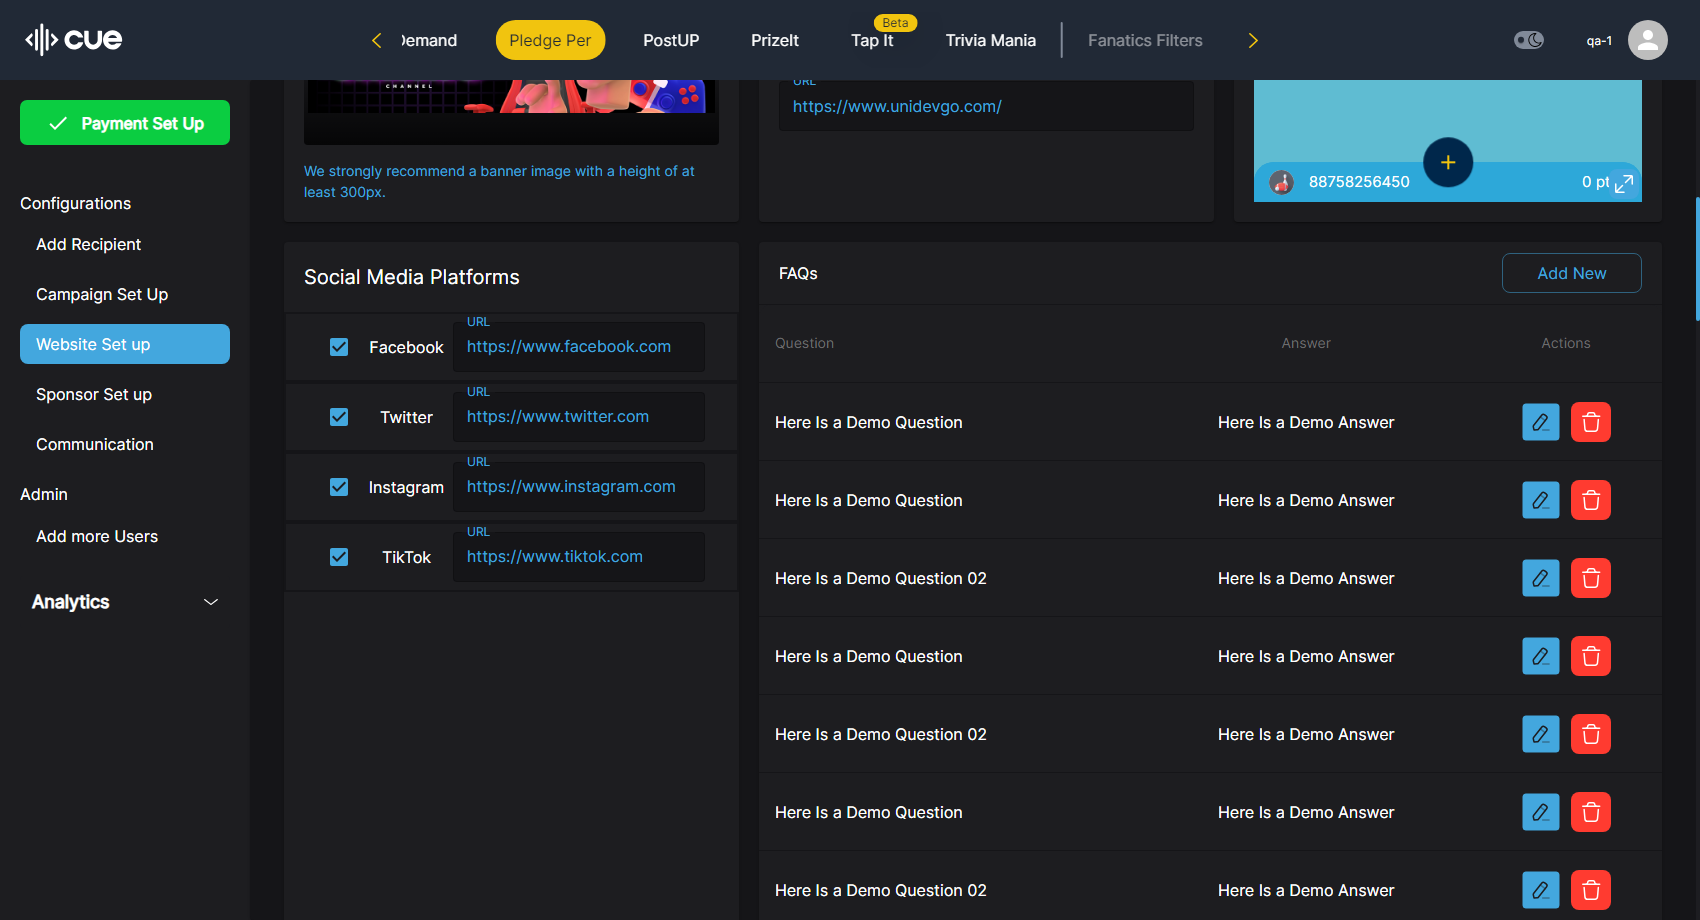 cue
Demand
Pledge Per
PostUP
PrizeIt
Beta
Tap It
Trivia Mania
Fanatics Filters
qa-1
Payment Set Up
Configurations
Add Recipient
Campaign Set Up
Website Set up
Sponsor Set up
Communication
Admin
Add more Users
Analytics
CHANNEL
We strongly recommend a banner image with a height of at
least 300px.
URL
https://www.unidevgo.com/
88758256450
0 pt
Social Media Platforms
Facebook
URL
https://www.facebook.com
Twitter
URL
https://www.twitter.com
Instagram
URL
https://www.instagram.com
TikTok
URL
https://www.tiktok.com
FAQs
Add New
Question Answer Actions
Here Is a Demo Question Here Is a Demo Answer
Here Is a Demo Question Here Is a Demo Answer
Here Is a Demo Question 02 Here Is a Demo Answer
Here Is a Demo Question Here Is a Demo Answer
Here Is a Demo Question 02 Here Is a Demo Answer
Here Is a Demo Question Here Is a Demo Answer
Here Is a Demo Question 02 Here Is a Demo Answer